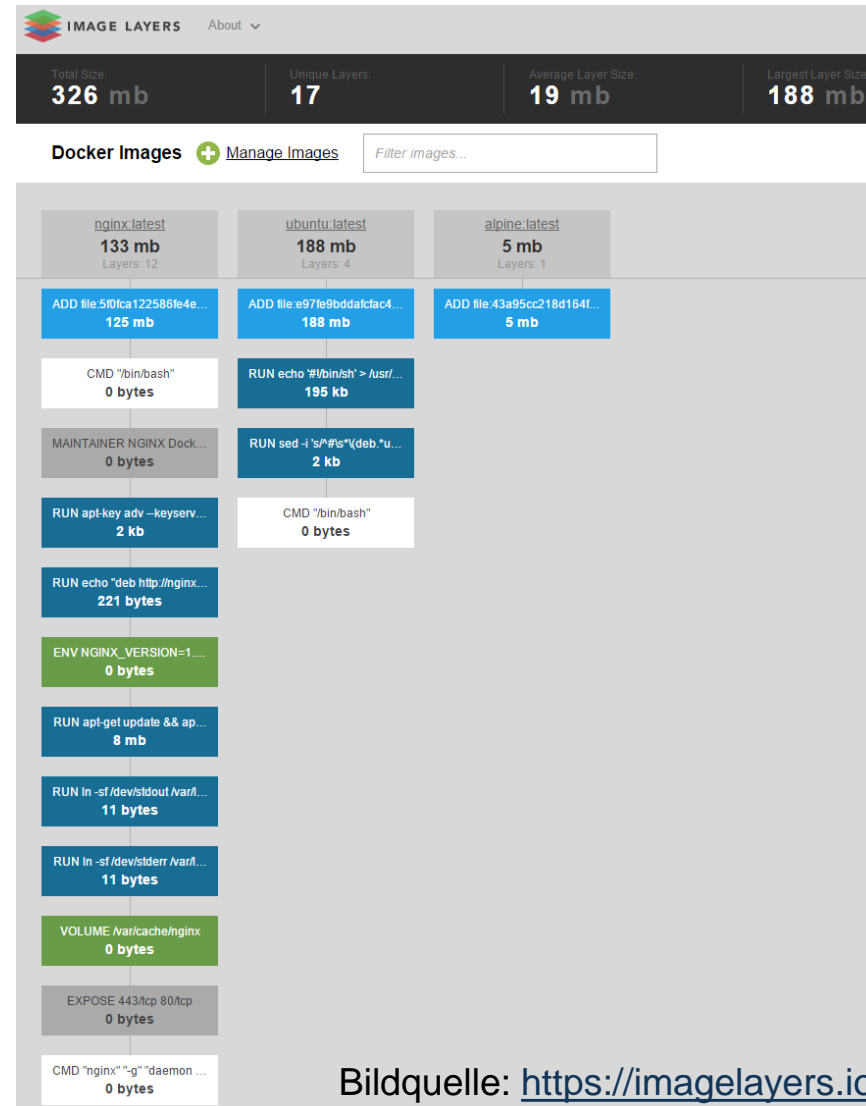 IMAGE LAYERS About
Total Size: Unique Layers: Average Layer Size: Largest Layer Size
326 mb 17 19 mb 188 mb
Docker Images Manage Images Filter images...
nginx:latest
133 mb
Layers: 12
ubuntu:latest
188 mb
Layers: 4
alpine:latest
5 mb
Layers: 1
ADD file:5f0fca122586fe4e...
125 mb
CMD "/bin/bash"
0 bytes
MAINTAINER NGINX Dock...
0 bytes
RUN apt-key adv --keyserv...
2 kb
RUN echo "deb http://nginx...
221 bytes
ENV NGINX_VERSION=1....
0 bytes
RUN apt-get update && ap...
8 mb
RUN ln -sf /dev/stdout /var/l...
11 bytes
RUN ln -sf /dev/stderr /var/l...
11 bytes
VOLUME /var/cache/nginx
0 bytes
EXPOSE 443/tcp 80/tcp
0 bytes
CMD "nginx" "-g" "daemon ...
0 bytes
ADD file:e97fe9bddafcfac4...
188 mb
RUN echo '#!/bin/sh' > /usr/...
195 kb
RUN sed -i 's/^#\s*\(deb.*u...
2 kb
CMD "/bin/bash"
0 bytes
ADD file:43a95cc218d164f...
5 mb
Bildquelle: https://imagelayers.io